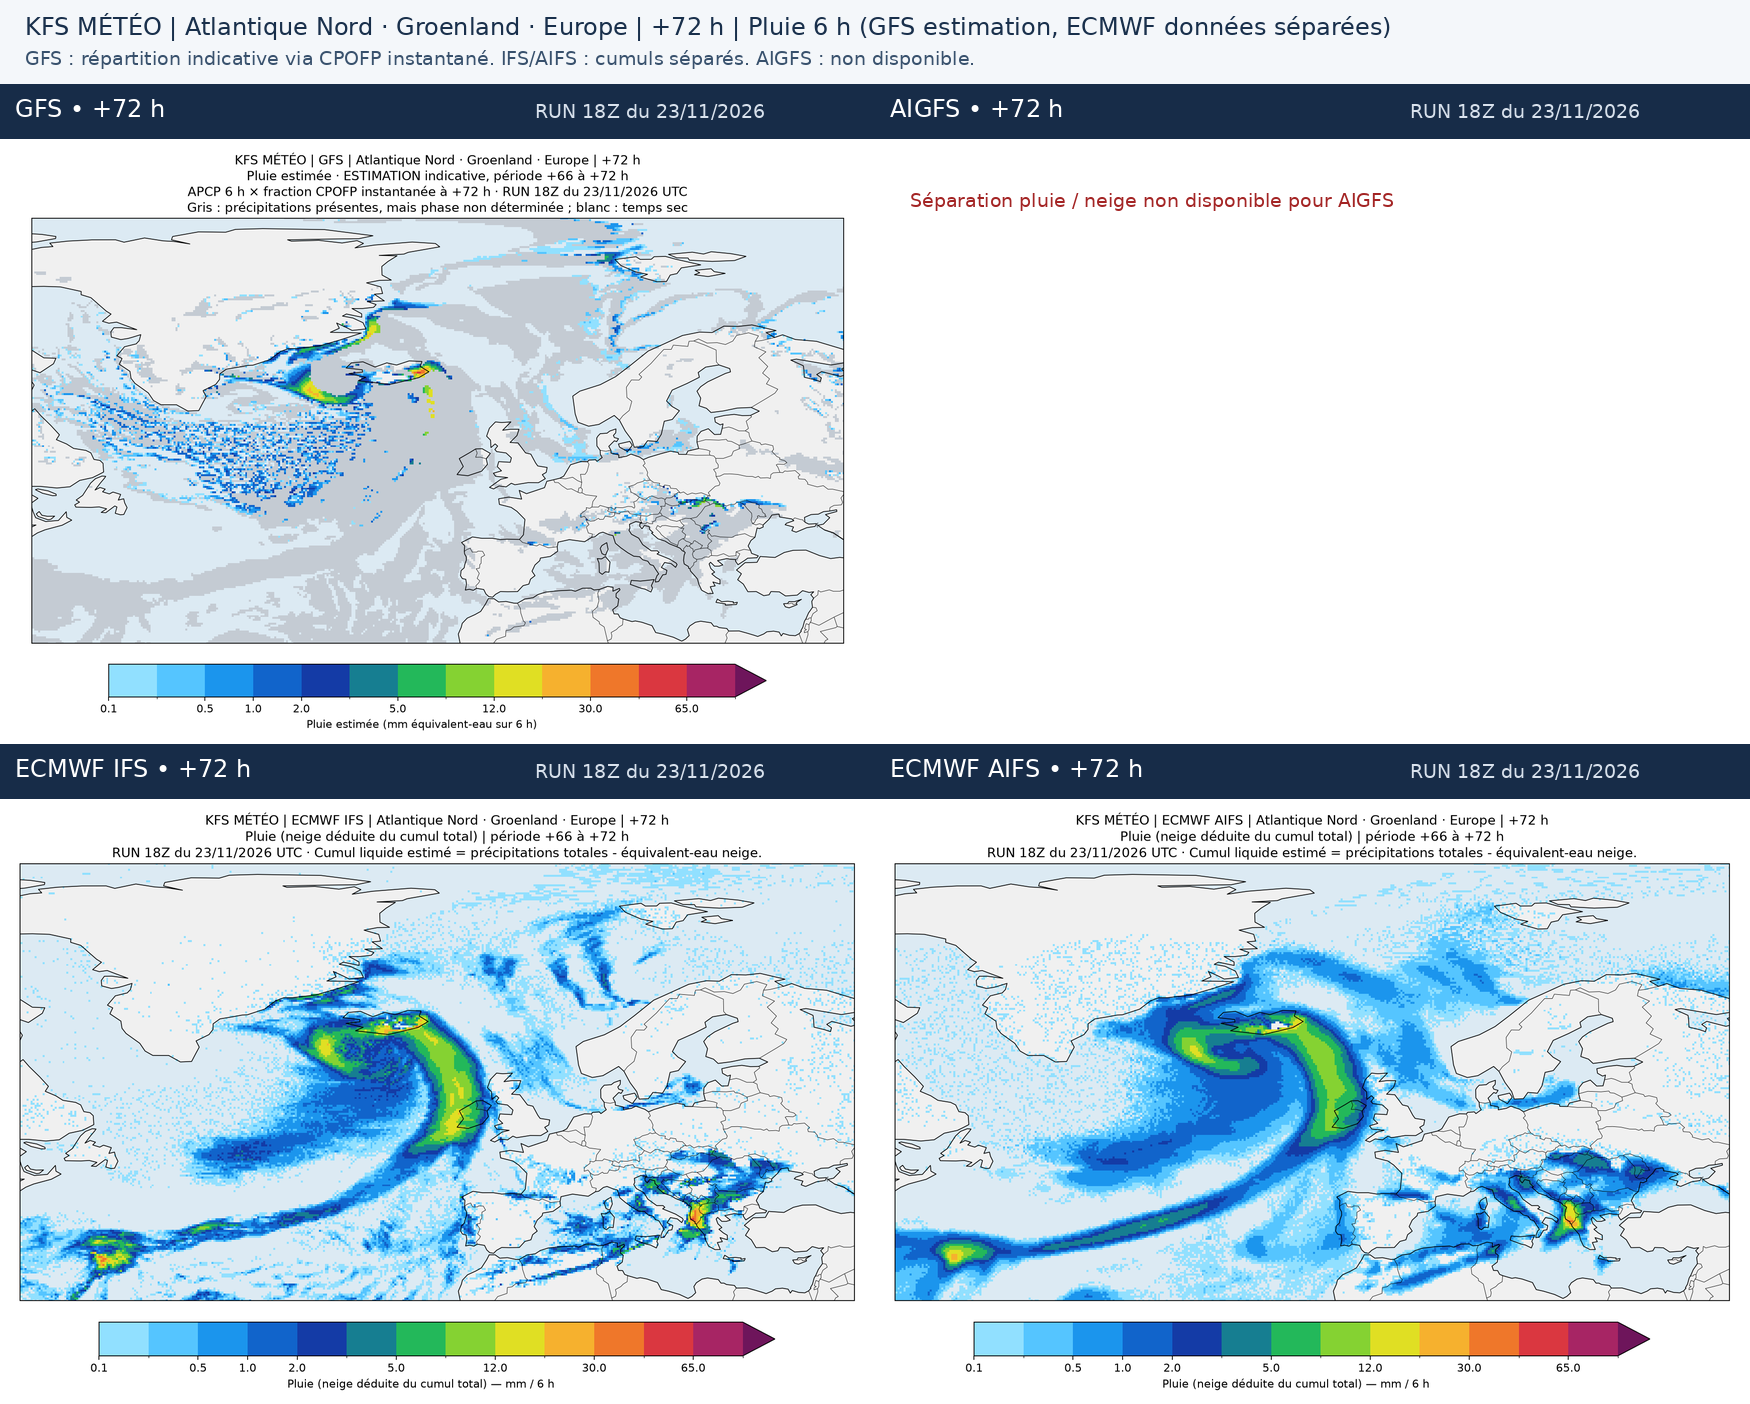 KFS MÉTÉO | Atlantique Nord · Groenland · Europe | +72 h | Pluie 6 h (GFS estimation, ECMWF données séparées)
GFS : répartition indicative via CPOFP instantané. IFS/AIFS : cumuls séparés. AIGFS : non disponible.
GFS • +72 h
RUN 18Z du 23/11/2026
KFS MÉTÉO | GFS | Atlantique Nord · Groenland · Europe | +72 h
Pluie estimée · ESTIMATION indicative, période +66 à +72 h
APCP 6 h × fraction CPOFP instantanée à +72 h · RUN 18Z du 23/11/2026 UTC
Gris : précipitations présentes, mais phase non déterminée ; blanc : temps sec
0.1 0.5 1.0 2.0 5.0 12.0 30.0 65.0
Pluie estimée (mm équivalent-eau sur 6 h)
AIGFS • +72 h
RUN 18Z du 23/11/2026
Séparation pluie / neige non disponible pour AIGFS
ECMWF IFS • +72 h
RUN 18Z du 23/11/2026
KFS MÉTÉO | ECMWF IFS | Atlantique Nord · Groenland · Europe | +72 h
Pluie (neige déduite du cumul total) | période +66 à +72 h
RUN 18Z du 23/11/2026 UTC · Cumul liquide estimé = précipitations totales - équivalent-eau neige.
0.1 0.5 1.0 2.0 5.0 12.0 30.0 65.0
Pluie (neige déduite du cumul total) — mm / 6 h
ECMWF AIFS • +72 h
RUN 18Z du 23/11/2026
KFS MÉTÉO | ECMWF AIFS | Atlantique Nord · Groenland · Europe | +72 h
Pluie (neige déduite du cumul total) | période +66 à +72 h
RUN 18Z du 23/11/2026 UTC · Cumul liquide estimé = précipitations totales - équivalent-eau neige.
0.1 0.5 1.0 2.0 5.0 12.0 30.0 65.0
Pluie (neige déduite du cumul total) — mm / 6 h